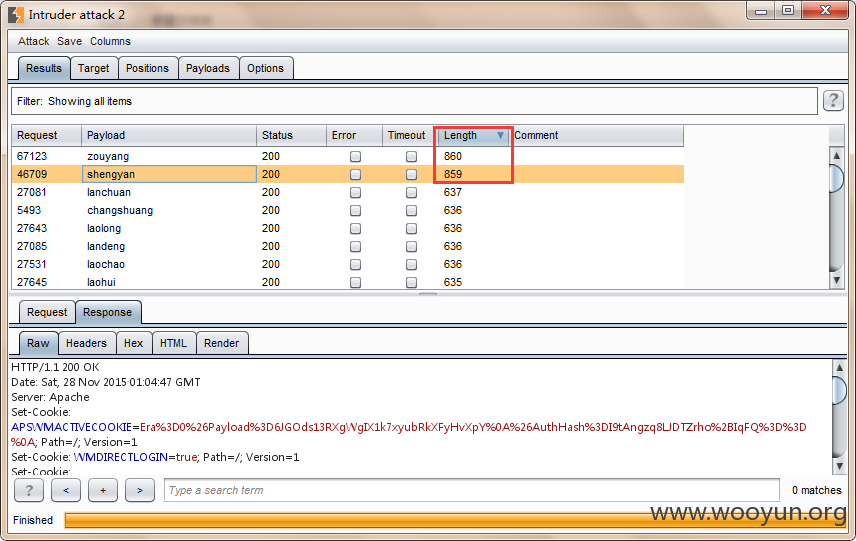 Intruder attack 2
Attack Save Columns
Results Target Positions Payloads Options
Filter: Showing all items ?
Request Payload Status Error Timeout Length Comment
67123 zouyang 200 860
46709 shengyan 200 859
27081 lanchuan 200 637
5493 changshuang 200 636
27643 laolong 200 636
27085 landeng 200 636
27531 laochao 200 636
27645 laohui 200 635
Request Response
Raw Headers Hex HTML Render
HTTP/1.1 200 OK
Date: Sat, 28 Nov 2015 01:04:47 GMT
Server: Apache
Set-Cookie:
APSWMACTIVECOOKIE=Era%3D0%26Payload%3D6JGOds13RXgWgIX1k7xyubRkXFyHvXpY%0A%26AuthHash%3DI9tAngzq8LJDTZrho%2BIqFQ%3D%3D
%0A; Path=/; Version=1
Set-Cookie: WMDIRECTLOGIN=true; Path=/; Version=1
Set-Cookie:
? < + > Type a search term 0 matches
www.wooyun.org
Finished